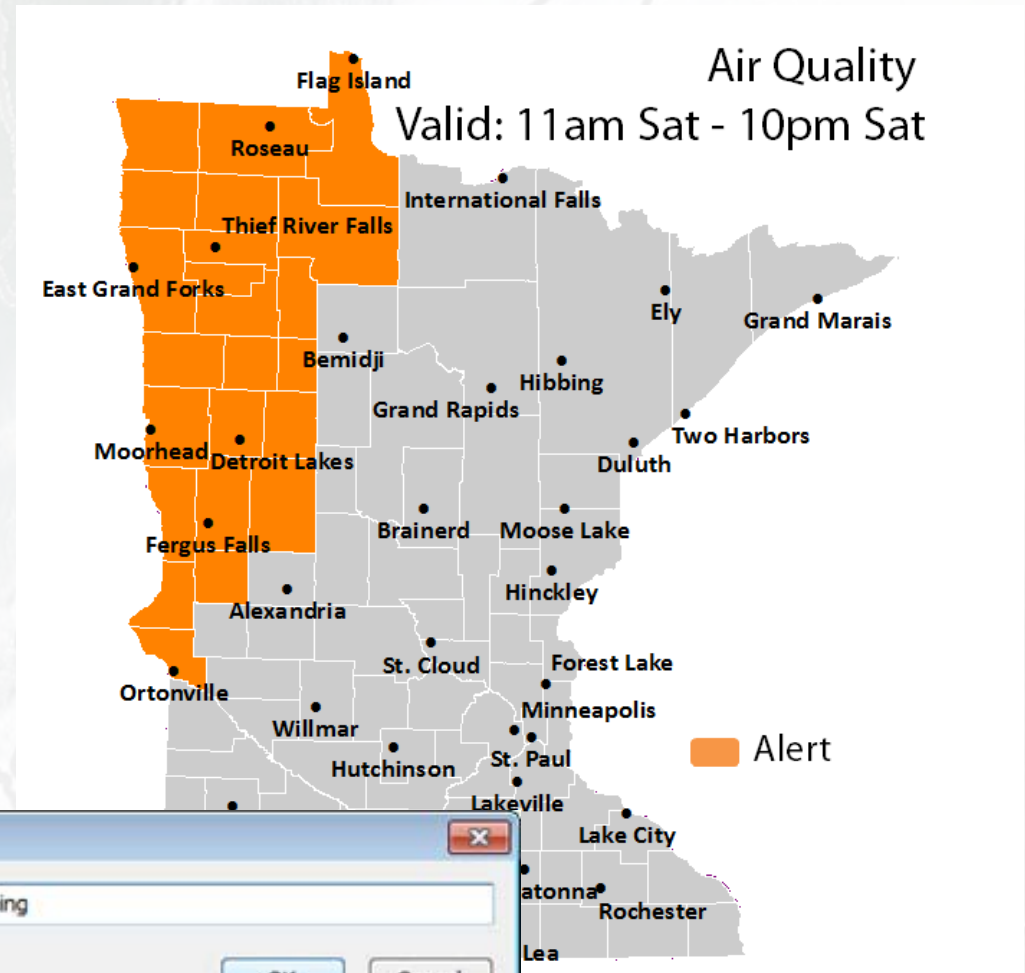 Air Quality
Valid: 11am Sat - 10pm Sat
Flag Island
Roseau
International Falls
Thief River Falls
East Grand Forks
Ely
Grand Marais
Bemidji
Hibbing
Grand Rapids
Two Harbors
Moorhead
Detroit Lakes
Duluth
Brainerd
Moose Lake
Fergus Falls
Hinckley
Alexandria
St. Cloud
Forest Lake
Ortonville
Minneapolis
Willmar
St. Paul
Alert
Hutchinson
Lakeville
Lake City
ing
atonna
Rochester
Lea